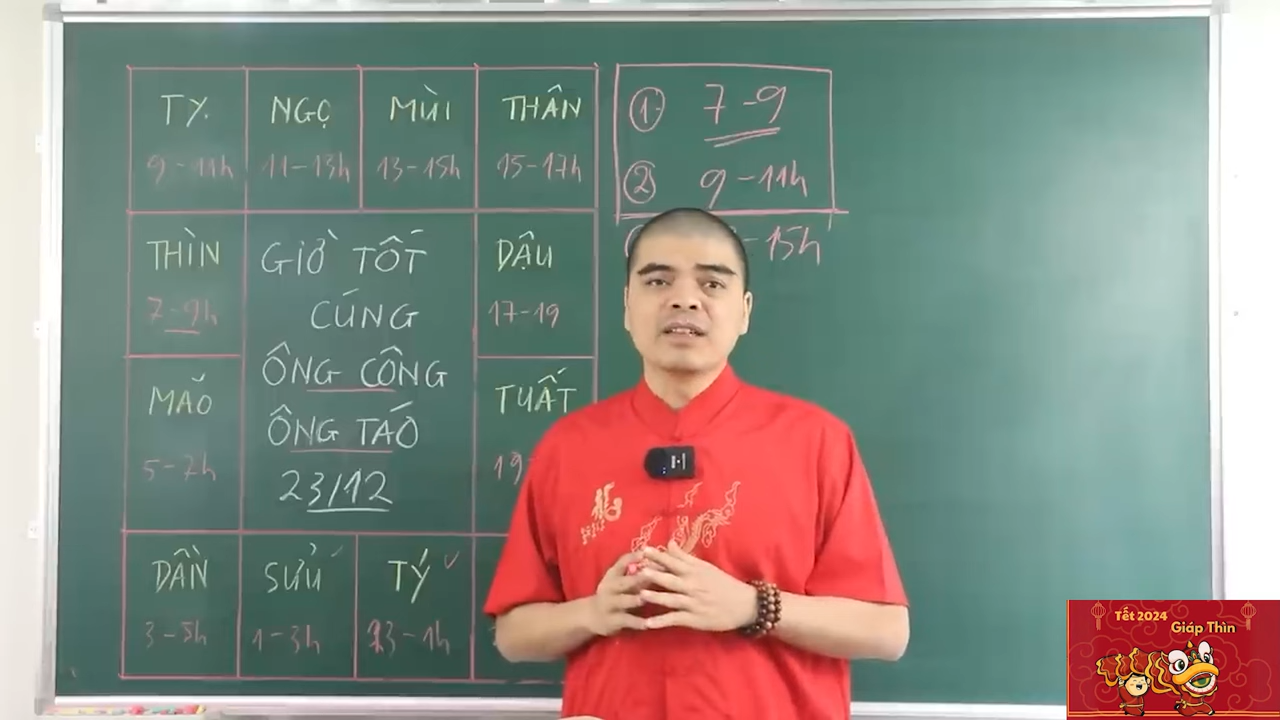 TỴ
NGỌ
MÙI
THÂN
9-11h
11-13h
13-15h
15-17h
① 7-9
② 9-11h
-15h
THÌN
7-9h
GIỜ TỐT
CÚNG
ÔNG CÔNG
ÔNG TÁO
23/12
DẬU
17-19
MÃO
5-7h
TUẤT
19
DẦN
SỬU
TÝ
3-5h
1-3h
23-1h
龍
Tết 2024
Giáp Thìn